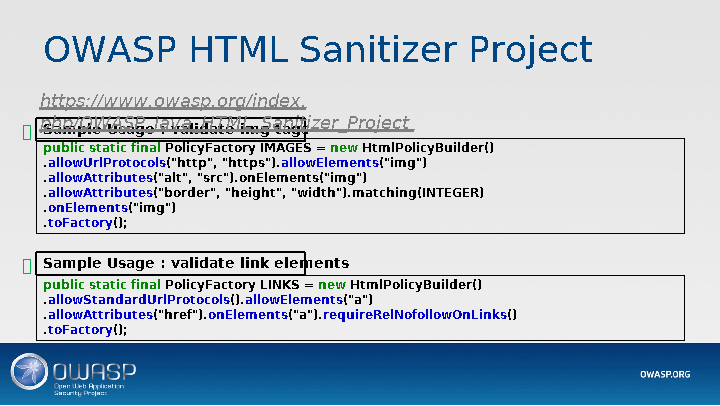 OWASP HTML Sanitizer Project
https://www.owasp.org/index.
php/OWASP_Java_HTML_Sanitizer_Project
Sample Usage : validate img tags
public static final PolicyFactory IMAGES = new HtmlPolicyBuilder()
.allowUrlProtocols("http", "https").allowElements("img")
.allowAttributes("alt", "src").onElements("img")
.allowAttributes("border", "height", "width").matching(INTEGER)
.onElements("img")
.toFactory();
Sample Usage : validate link elements
public static final PolicyFactory LINKS = new HtmlPolicyBuilder()
.allowStandardUrlProtocols().allowElements("a")
.allowAttributes("href").onElements("a").requireRelNofollowOnLinks()
.toFactory();
OWASP
Open Web Application
Security Project
OWASP.ORG